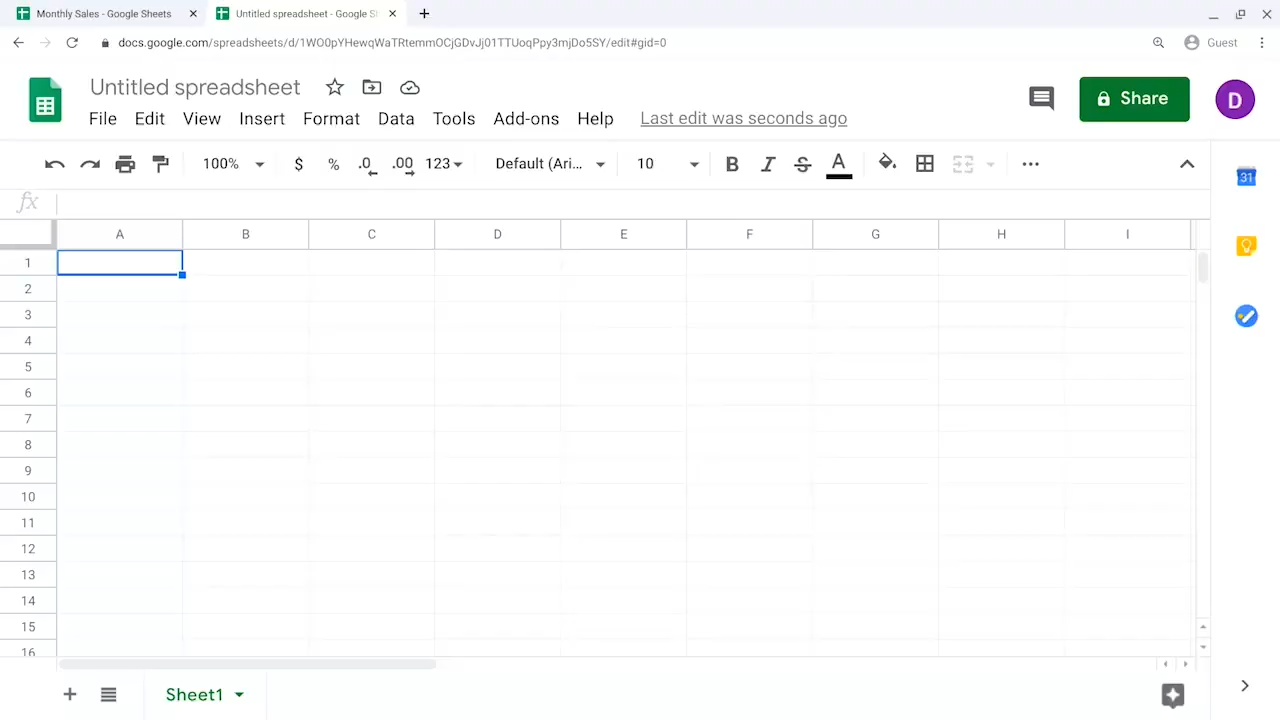 Monthly Sales - Google Sheets
Untitled spreadsheet - Google S
docs.google.com/spreadsheets/d/1WO0pYHewqWaTRtemmOCjGDvJj01TTUoqPpy3mjDo5SY/edit#gid=0
Guest
Untitled spreadsheet
File Edit View Insert Format Data Tools Add-ons Help Last edit was seconds ago
Share
D
100% $ % .0 .00 123 Default (Ari... 10 B I S A
31
fx
A B C D E F G H I
1
2
3
4
5
6
7
8
9
10
11
12
13
14
15
16
Sheet1